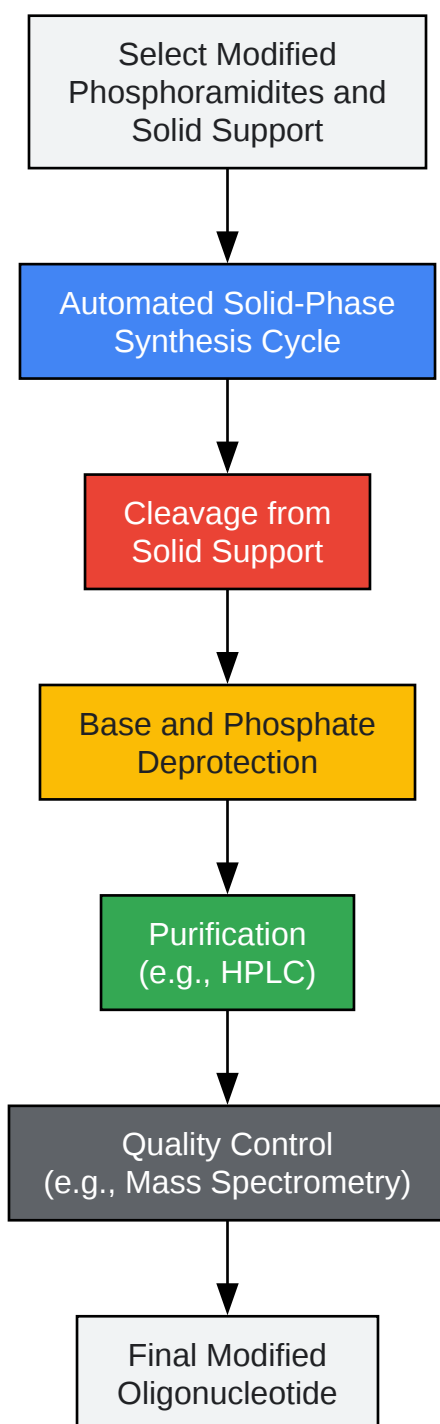 Select Modified
Phosphoramidites and
Solid Support
Automated Solid-Phase
Synthesis Cycle
Cleavage from
Solid Support
Base and Phosphate
Deprotection
Purification
(e.g., HPLC)
Quality Control
(e.g., Mass Spectrometry)
Final Modified
Oligonucleotide